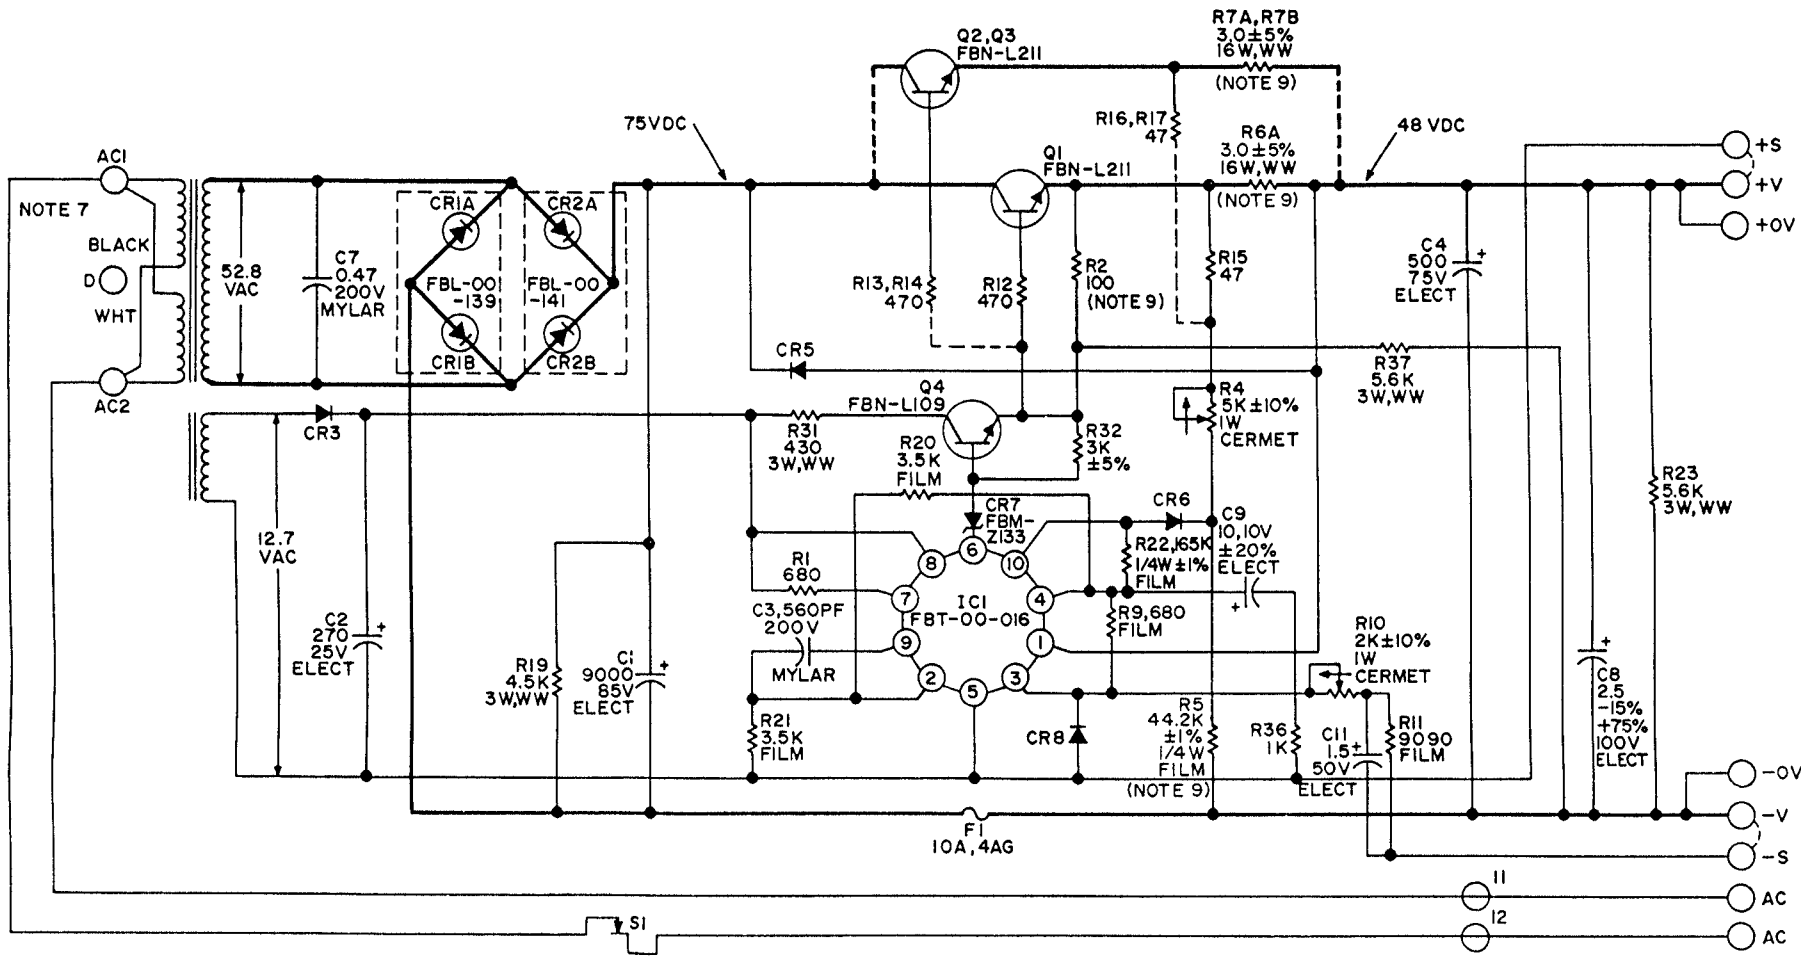 R7A,R7B
3.0±5%
16W,WW
(NOTE 9)
Q2,Q3
FBN-L211
R16,R17
47
75VDC
48 VDC
R6A
3.0±5%
16W,WW
(NOTE 9)
Q1
FBN-L211
+S
+V
+OV
AC1
NOTE 7
BLACK
D
WHT
AC2
52.8
VAC
C7
0.47
200V
MYLAR
CR1A
CR2A
FBL-00
-139
FBL-00
-141
CR1B
CR2B
R13,R14
470
R12
470
R2
100
(NOTE 9)
R15
47
C4
500
75V
ELECT
+
CR5
R37
5.6K
3W,WW
Q4
FBN-L109
R4
5K±10%
1W
CERMET
CR3
R31
430
3W,WW
R20
3.5K
FILM
R32
3K
±5%
R23
5.6K
3W,WW
12.7
VAC
CR7
FBM-
Z133
CR6
C9
10,10V
±20%
ELECT
+
R22,165K
1/4W±1%
FILM
R1
680
8
6
10
7
4
IC1
FBT-00-016
9
1
2
5
3
C3,560PF
200V
MYLAR
R9,680
FILM
R10
2K±10%
1W
CERMET
C2
270
25V
ELECT
+
R19
4.5K
3W,WW
C1
9000
85V
ELECT
+
R21
3.5K
FILM
CR8
R5
44.2K
±1%
1/4W
FILM
(NOTE 9)
R36
1K
C11
1.5
50V
ELECT
+
R11
9090
FILM
+
C8
2.5
-15%
+75%
100V
ELECT
-OV
-V
-S
F1
10A,4AG
11
AC
12
AC
S1